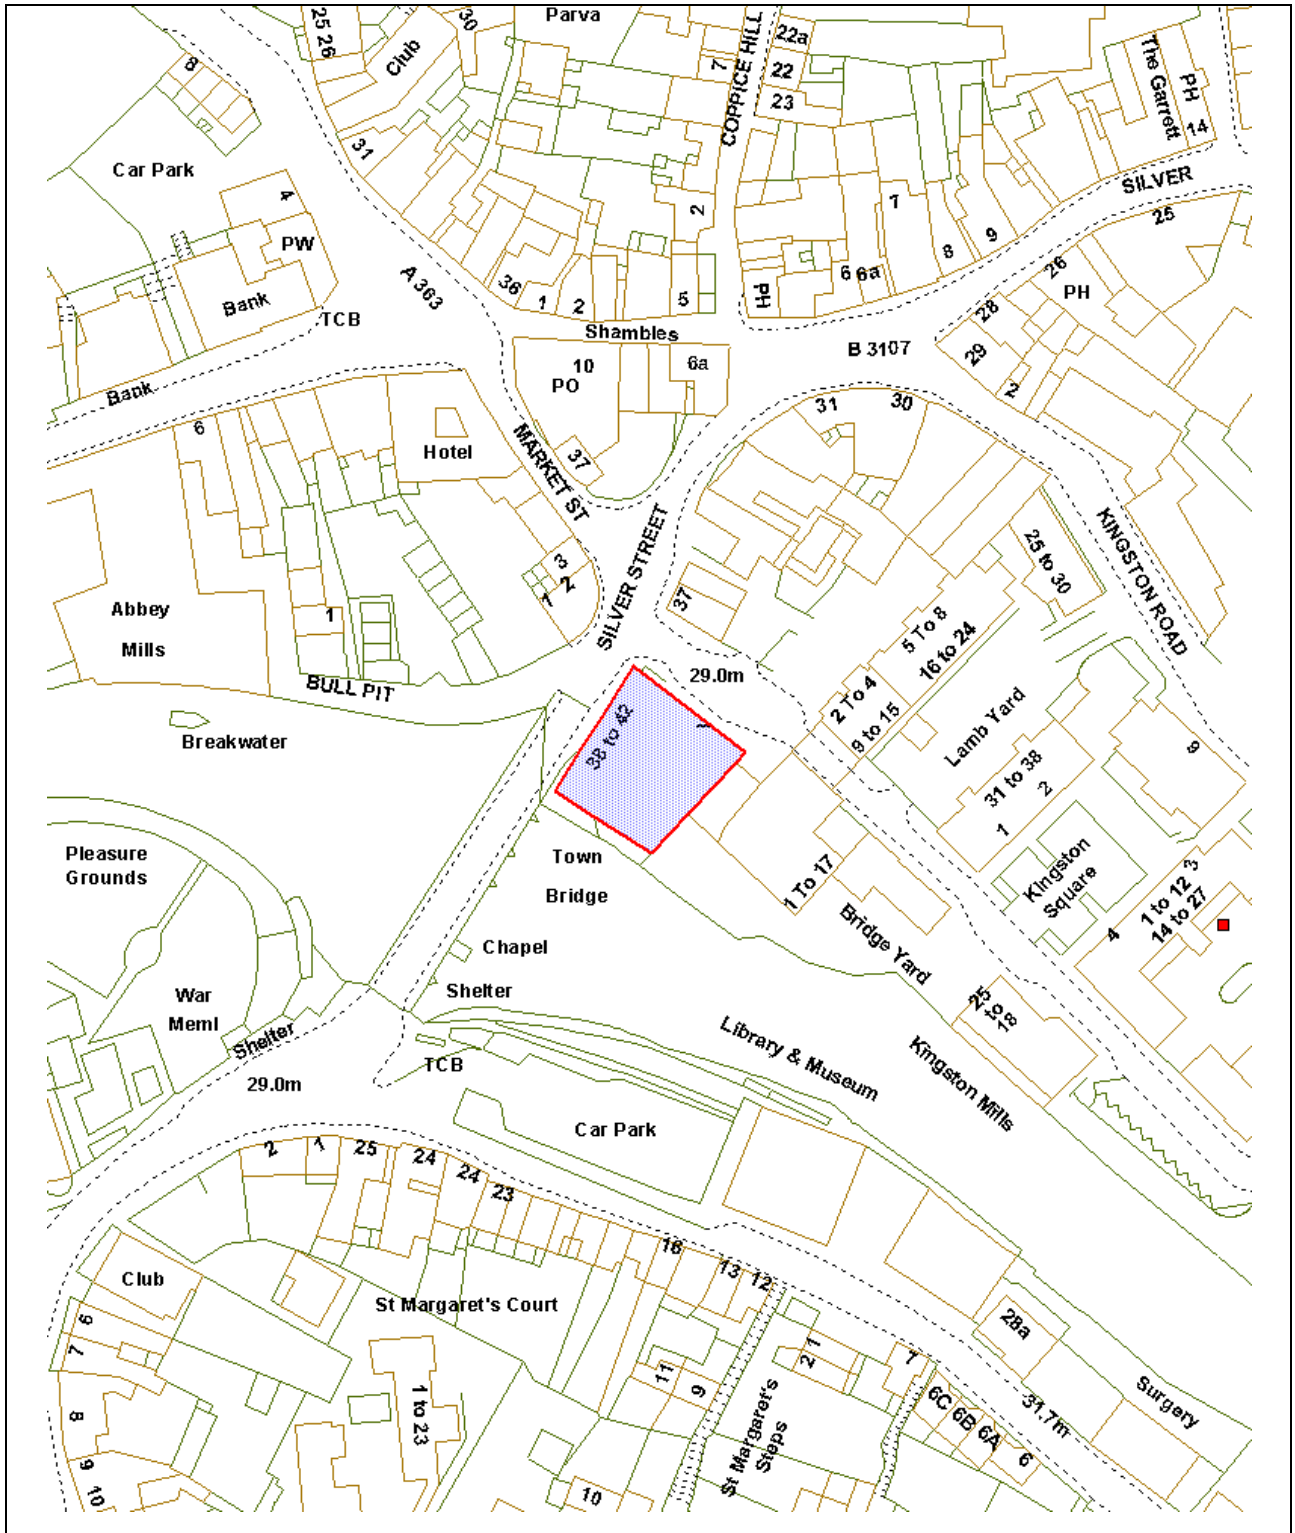 25 26
30
Parva
Club
7
COPPICE HILL
22a
22
23
The Garrett
PH
14
8
31
Car Park
4
PW
Bank
TCB
A 363
36
1
2
5
2
PH
6
6a
7
8
9
SILVER
25
26
PH
28
29
2
Shambles
B 3107
10
PO
6a
Bank
6
Hotel
MARKET ST
37
31
30
SILVER STREET
25 to 30
KINGSTON ROAD
3
2
1
37
Abbey
Mills
1
5 To 8
16 to 24
BULL PIT
29.0m
2 To 4
9 to 15
Lamb Yard
Breakwater
38 to 42
31 to 38
2
1
9
Pleasure
Grounds
Town
Bridge
1 To 17
Kingston
Square
3
1 to 12
14 to 27
4
Bridge Yard
Chapel
Shelter
War
Meml
Shelter
25
to
18
Library & Museum
Kingston Mills
TCB
29.0m
Car Park
2
1
25
24
24
23
16
13
12
Club
St Margaret's Court
6
7
8
9
10
1 to 23
11
9
10
St Margaret's
Steps
1
2
7
28a
6C
6B
6A
6
31.7m
Surgery